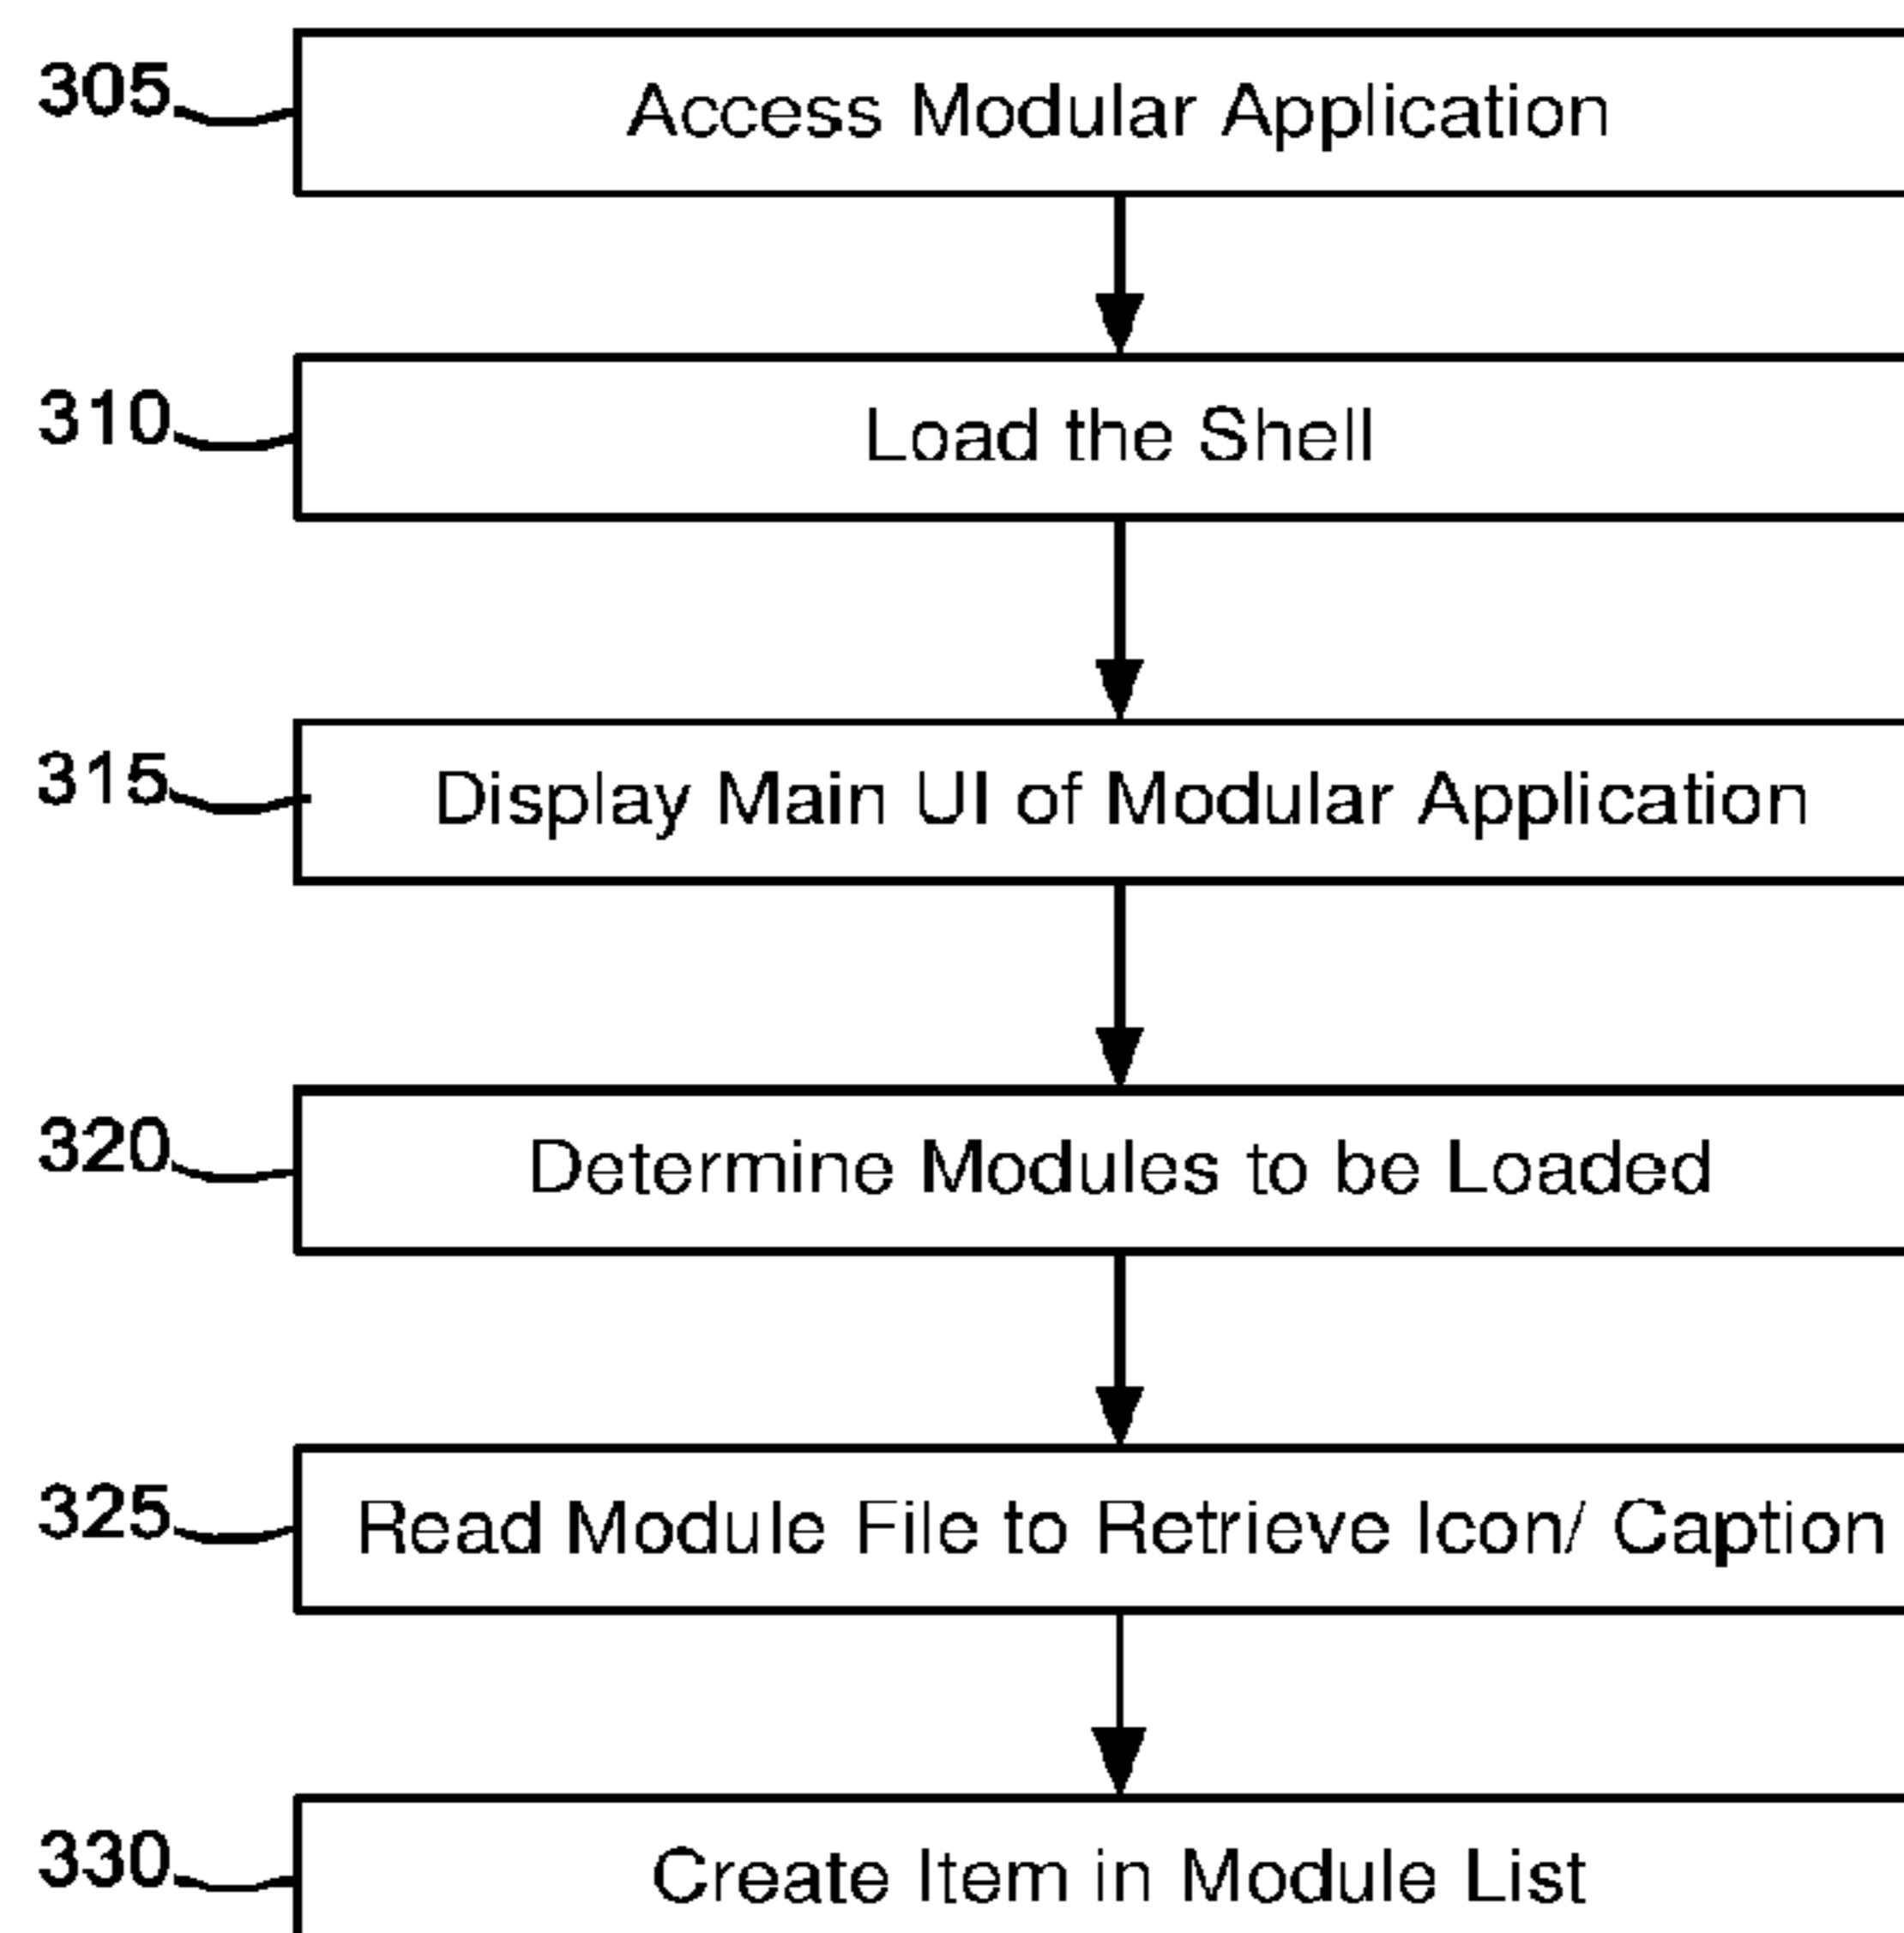 305 Access Modular Application
310 Load the Shell
315 Display Main UI of Modular Application
320 Determine Modules to be Loaded
325 Read Module File to Retrieve Icon/ Caption
330 Create Item in Module List